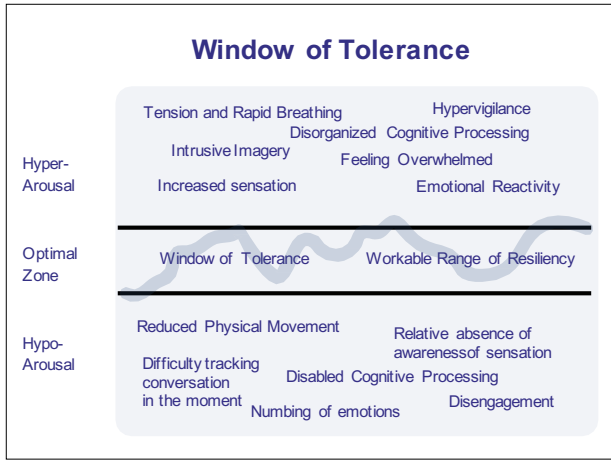 Window of Tolerance
Tension and Rapid Breathing
Hypervigilance
Disorganized Cognitive Processing
Intrusive Imagery
Feeling Overwhelmed
Hyper-
Arousal
Increased sensation
Emotional Reactivity
Optimal
Zone
Window of Tolerance
Workable Range of Resiliency
Hypo-
Arousal
Reduced Physical Movement
Relative absence of
awarenessof sensation
Difficulty tracking
conversation
in the moment
Disabled Cognitive Processing
Numbing of emotions
Disengagement